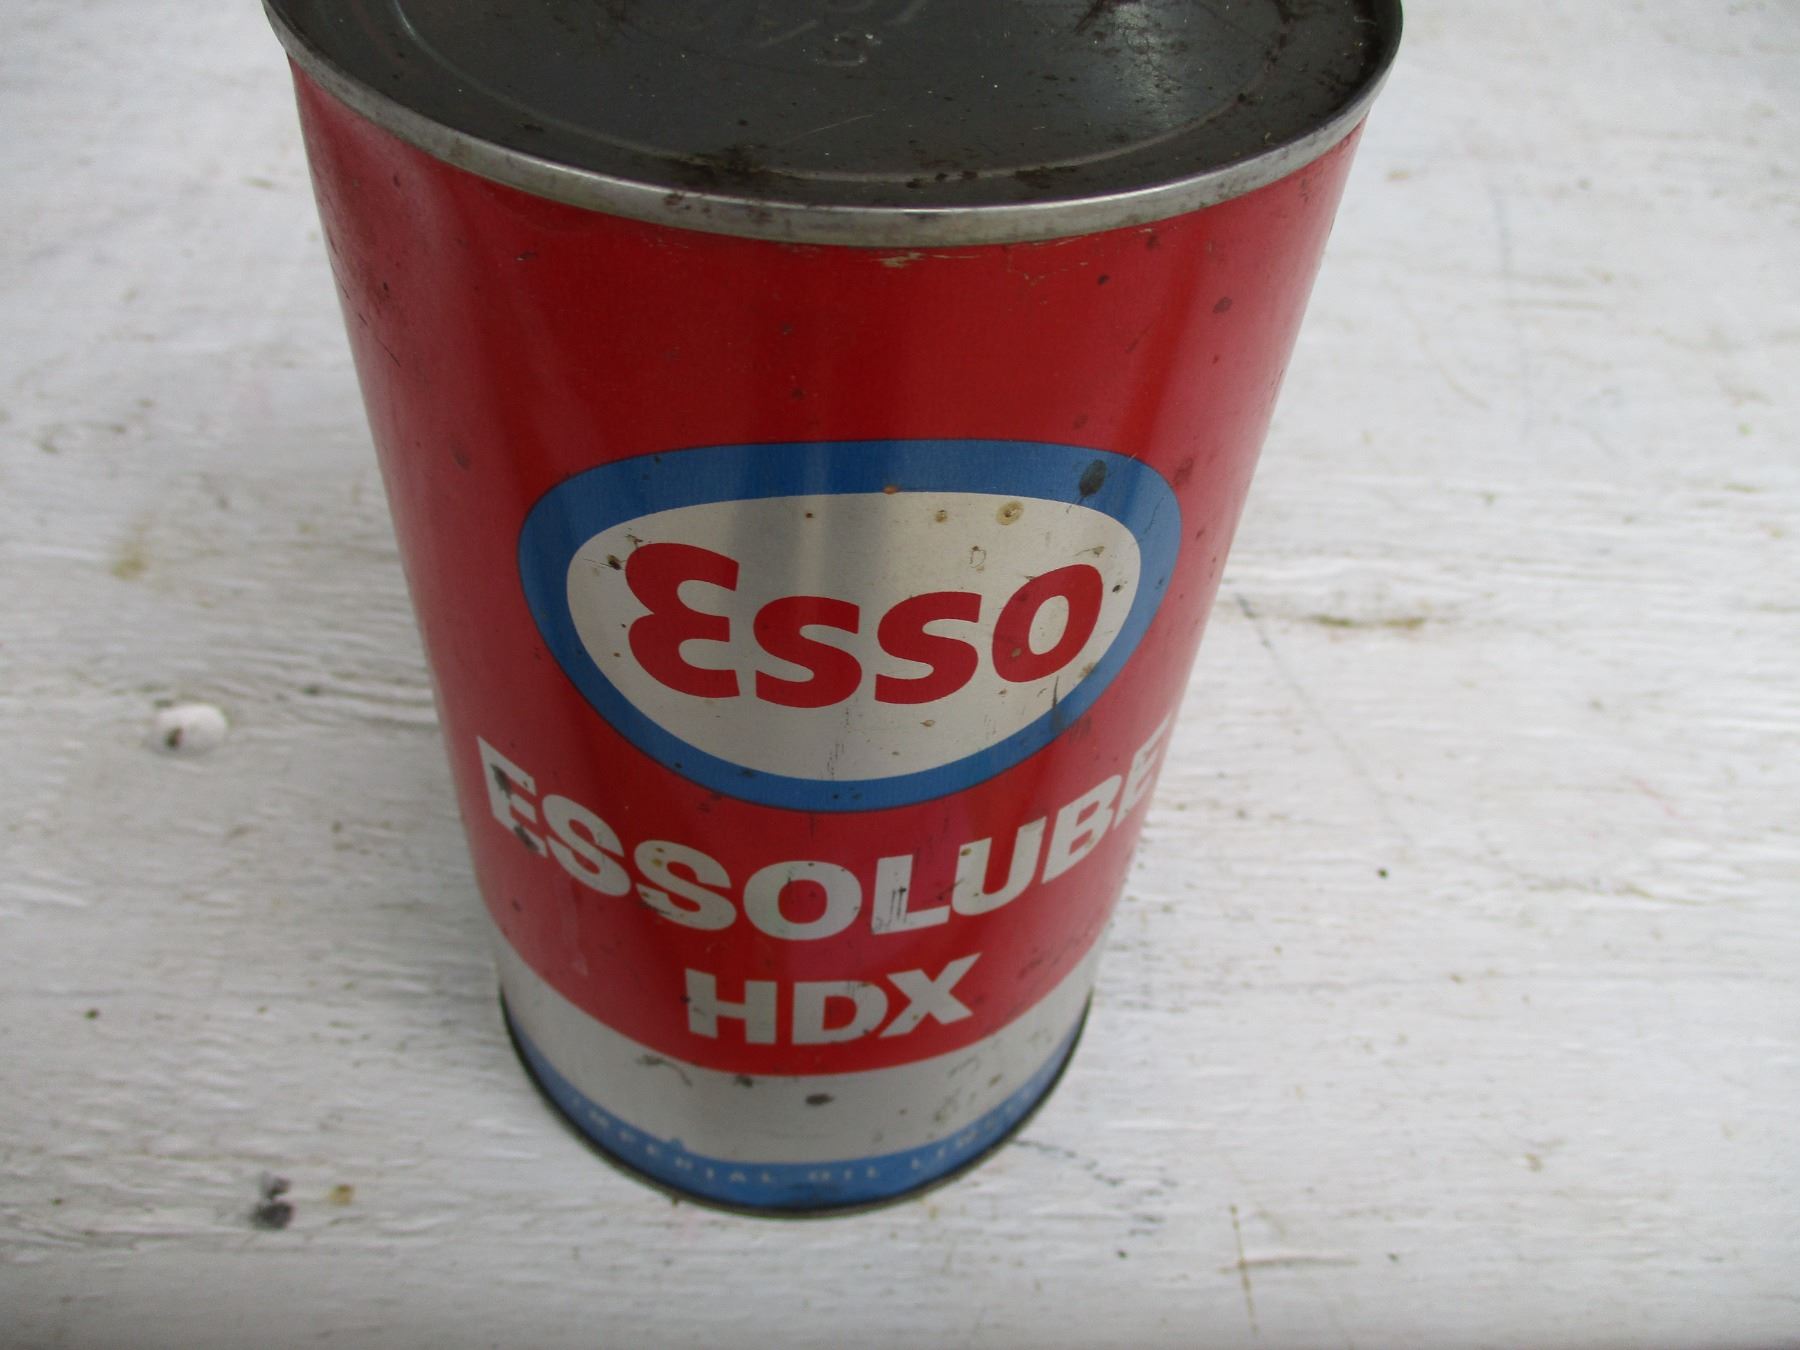 Esso
ESSOLUBE
HDX
IMPERIAL OIL LIMITED